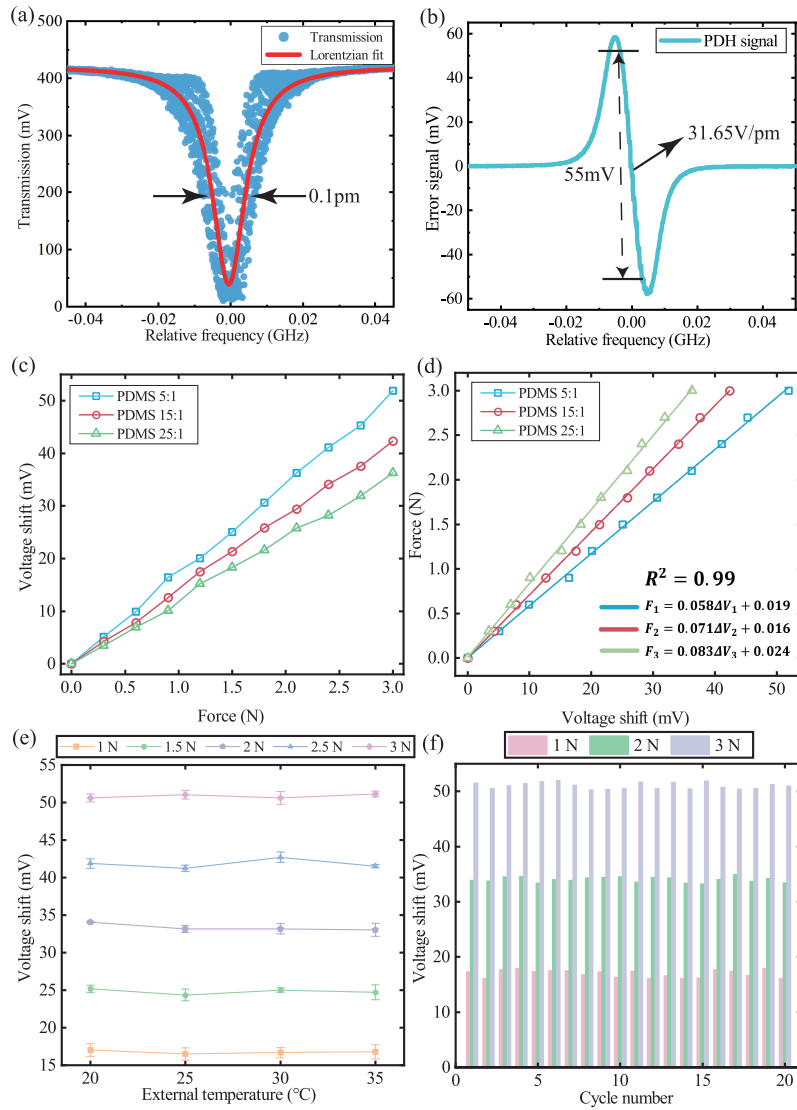 (a)
500
400
300
200
100
0
Transmission (mV)
Transmission
Lorentzian fit
0.1pm
-0.04
-0.02
0.00
0.02
0.04
Relative frequency (GHz)
(b)
60
40
20
0
-20
-40
-60
Error signal (mV)
PDH signal
31.65V/pm
55mV
-0.04
-0.02
0.00
0.02
0.04
Relative frequency (GHz)
(c)
50
40
30
20
10
0
Voltage shift (mV)
PDMS 5:1
PDMS 15:1
PDMS 25:1
0.0
0.5
1.0
1.5
2.0
2.5
3.0
Force (N)
(d)
3.0
2.5
2.0
1.5
1.0
0.5
0.0
Force (N)
PDMS 5:1
PDMS 15:1
PDMS 25:1
R² = 0.99
F₁ = 0.058ΔV₁ + 0.019
F₂ = 0.071ΔV₂ + 0.016
F₃ = 0.083ΔV₃ + 0.024
0
10
20
30
40
50
Voltage shift (mV)
(e)
1 N
1.5 N
2 N
2.5 N
3 N
55
50
45
40
35
30
25
20
15
Voltage shift (mV)
20
25
30
35
External temperature (°C)
(f)
1 N
2 N
3 N
50
40
30
20
10
0
Voltage shift (mV)
0
5
10
15
20
Cycle number